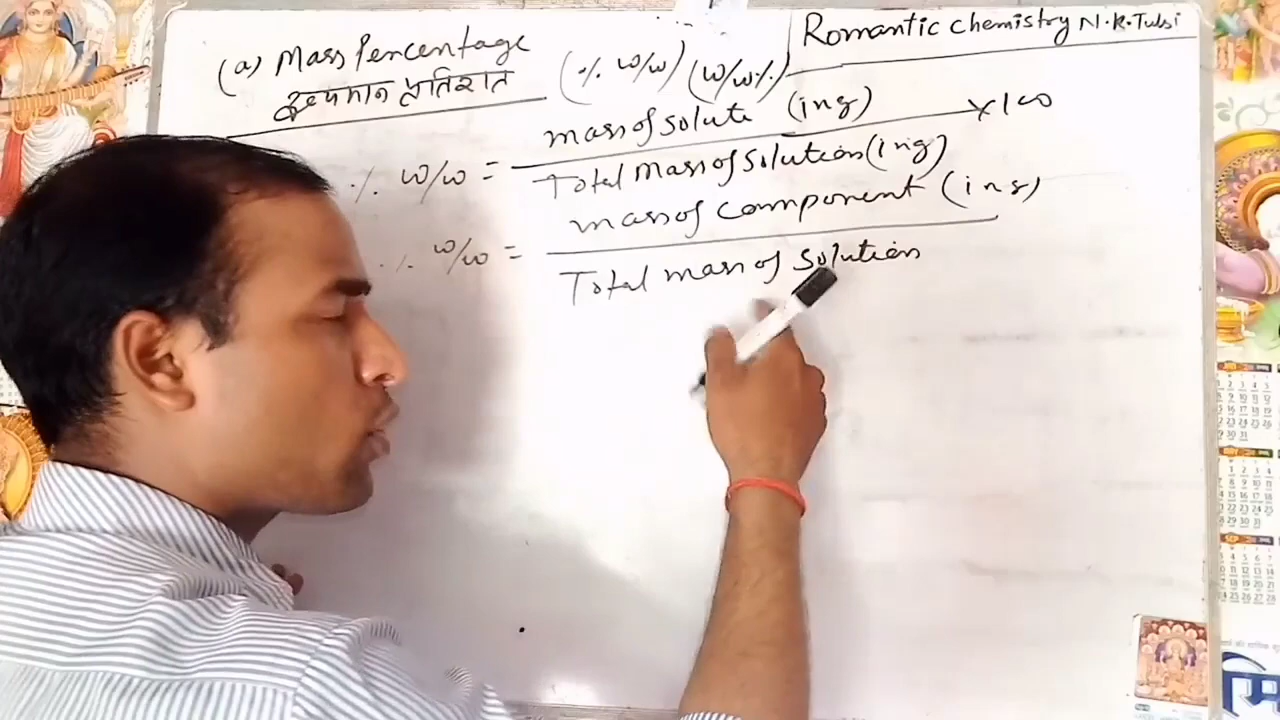 Romantic chemistry N.K.Tulsi
(a) Mass Percentage (% w/w) (w/w%)
द्रव्यमान प्रतिशत
% w/w = mass of solute (in g) ×100
Total Mass of Solution (in g)
% w/w = mass of component (in g)
Total mass of Solution